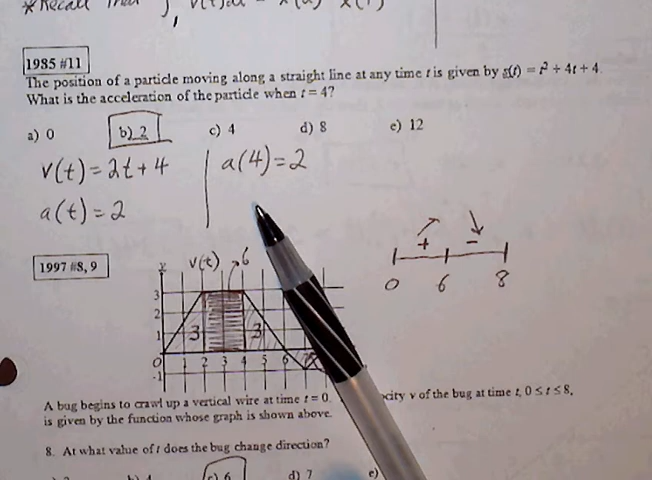 *Recall
1985 #11
The position of a particle moving along a straight line at any time t is given by s(t) = t² + 4t + 4.
What is the acceleration of the particle when t = 4?
a) 0 b) 2 c) 4 d) 8 e) 12
v(t) = 2t + 4 a(4) = 2
a(t) = 2
+ −
0 6 8
1997 #8, 9
v v(t) 6
3
2
1 3 3
0 1 2 3 4 5 6
-1
A bug begins to crawl up a vertical wire at time t = 0. v of the bug at time t, 0 ≤ t ≤ 8,
is given by the function whose graph is shown above.
8. At what value of t does the bug change direction?
c) 6 d) 7 e)